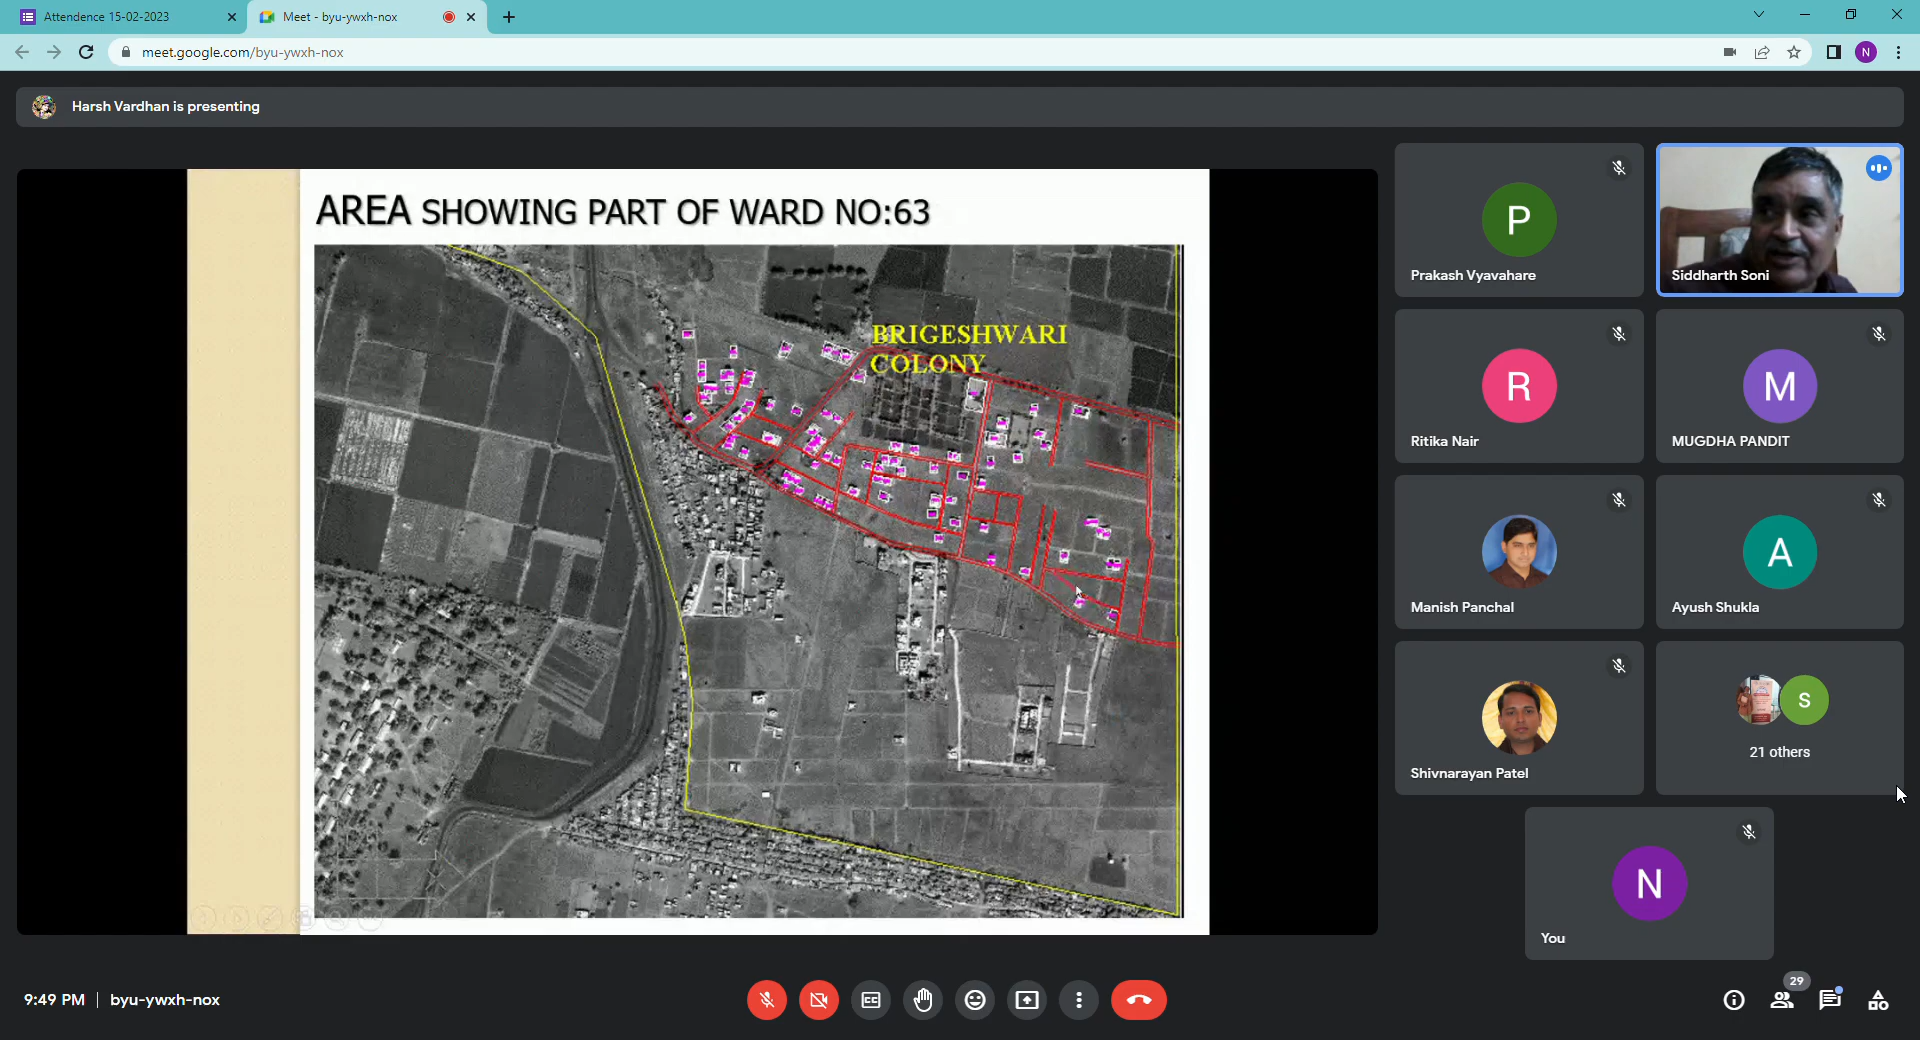 Attendence 15-02-2023
Meet - byu-ywxh-nox
meet.google.com/byu-ywxh-nox
N
Harsh Vardhan is presenting
AREA SHOWING PART OF WARD NO:63
BRIGESHWARI
COLONY
P
Prakash Vyavahare
Siddharth Soni
R
Ritika Nair
M
MUGDHA PANDIT
Manish Panchal
A
Ayush Shukla
Shivnarayan Patel
S
21 others
N
You
9:49 PM | byu-ywxh-nox
CC
29